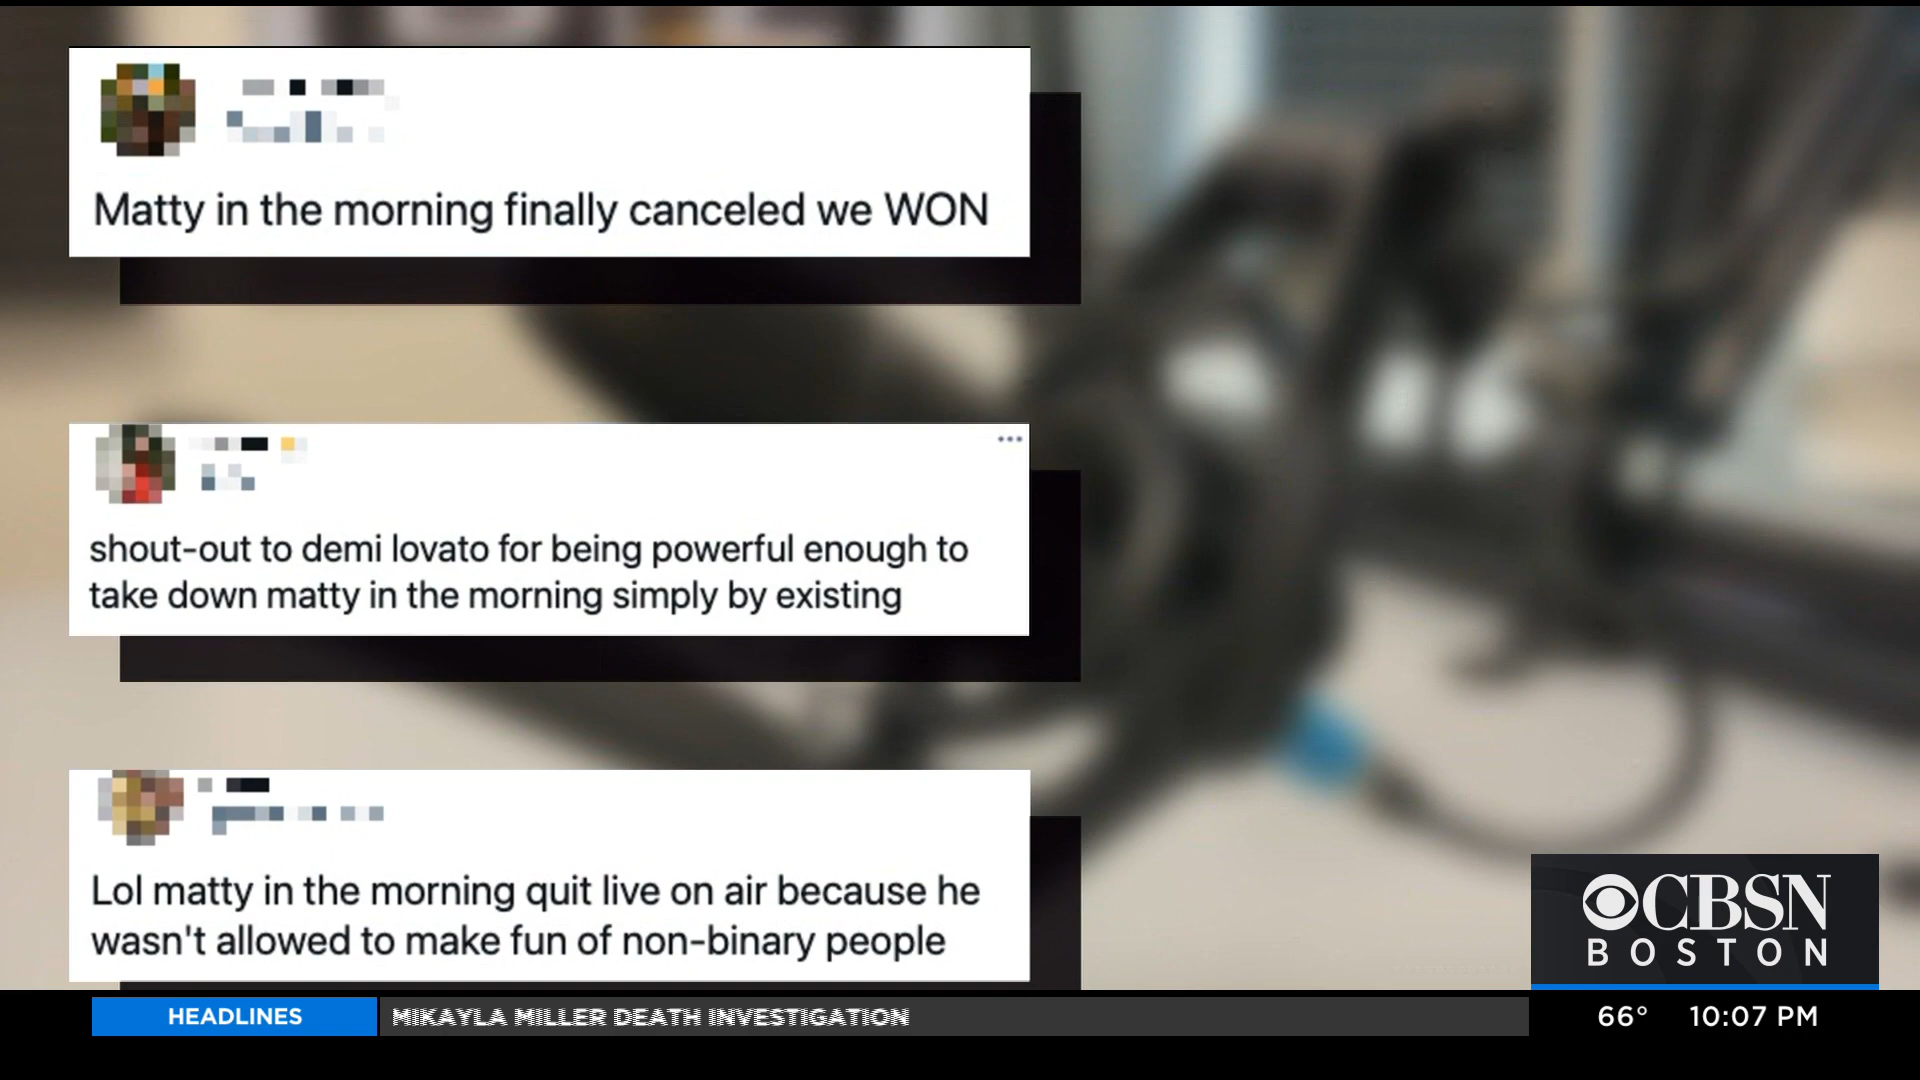 Matty in the morning finally canceled we WON
shout-out to demi lovato for being powerful enough to
take down matty in the morning simply by existing
Lol matty in the morning quit live on air because he
wasn't allowed to make fun of non-binary people
CBSN
BOSTON
HEADLINES MIKAYLA MILLER DEATH INVESTIGATION
66° 10:07 PM